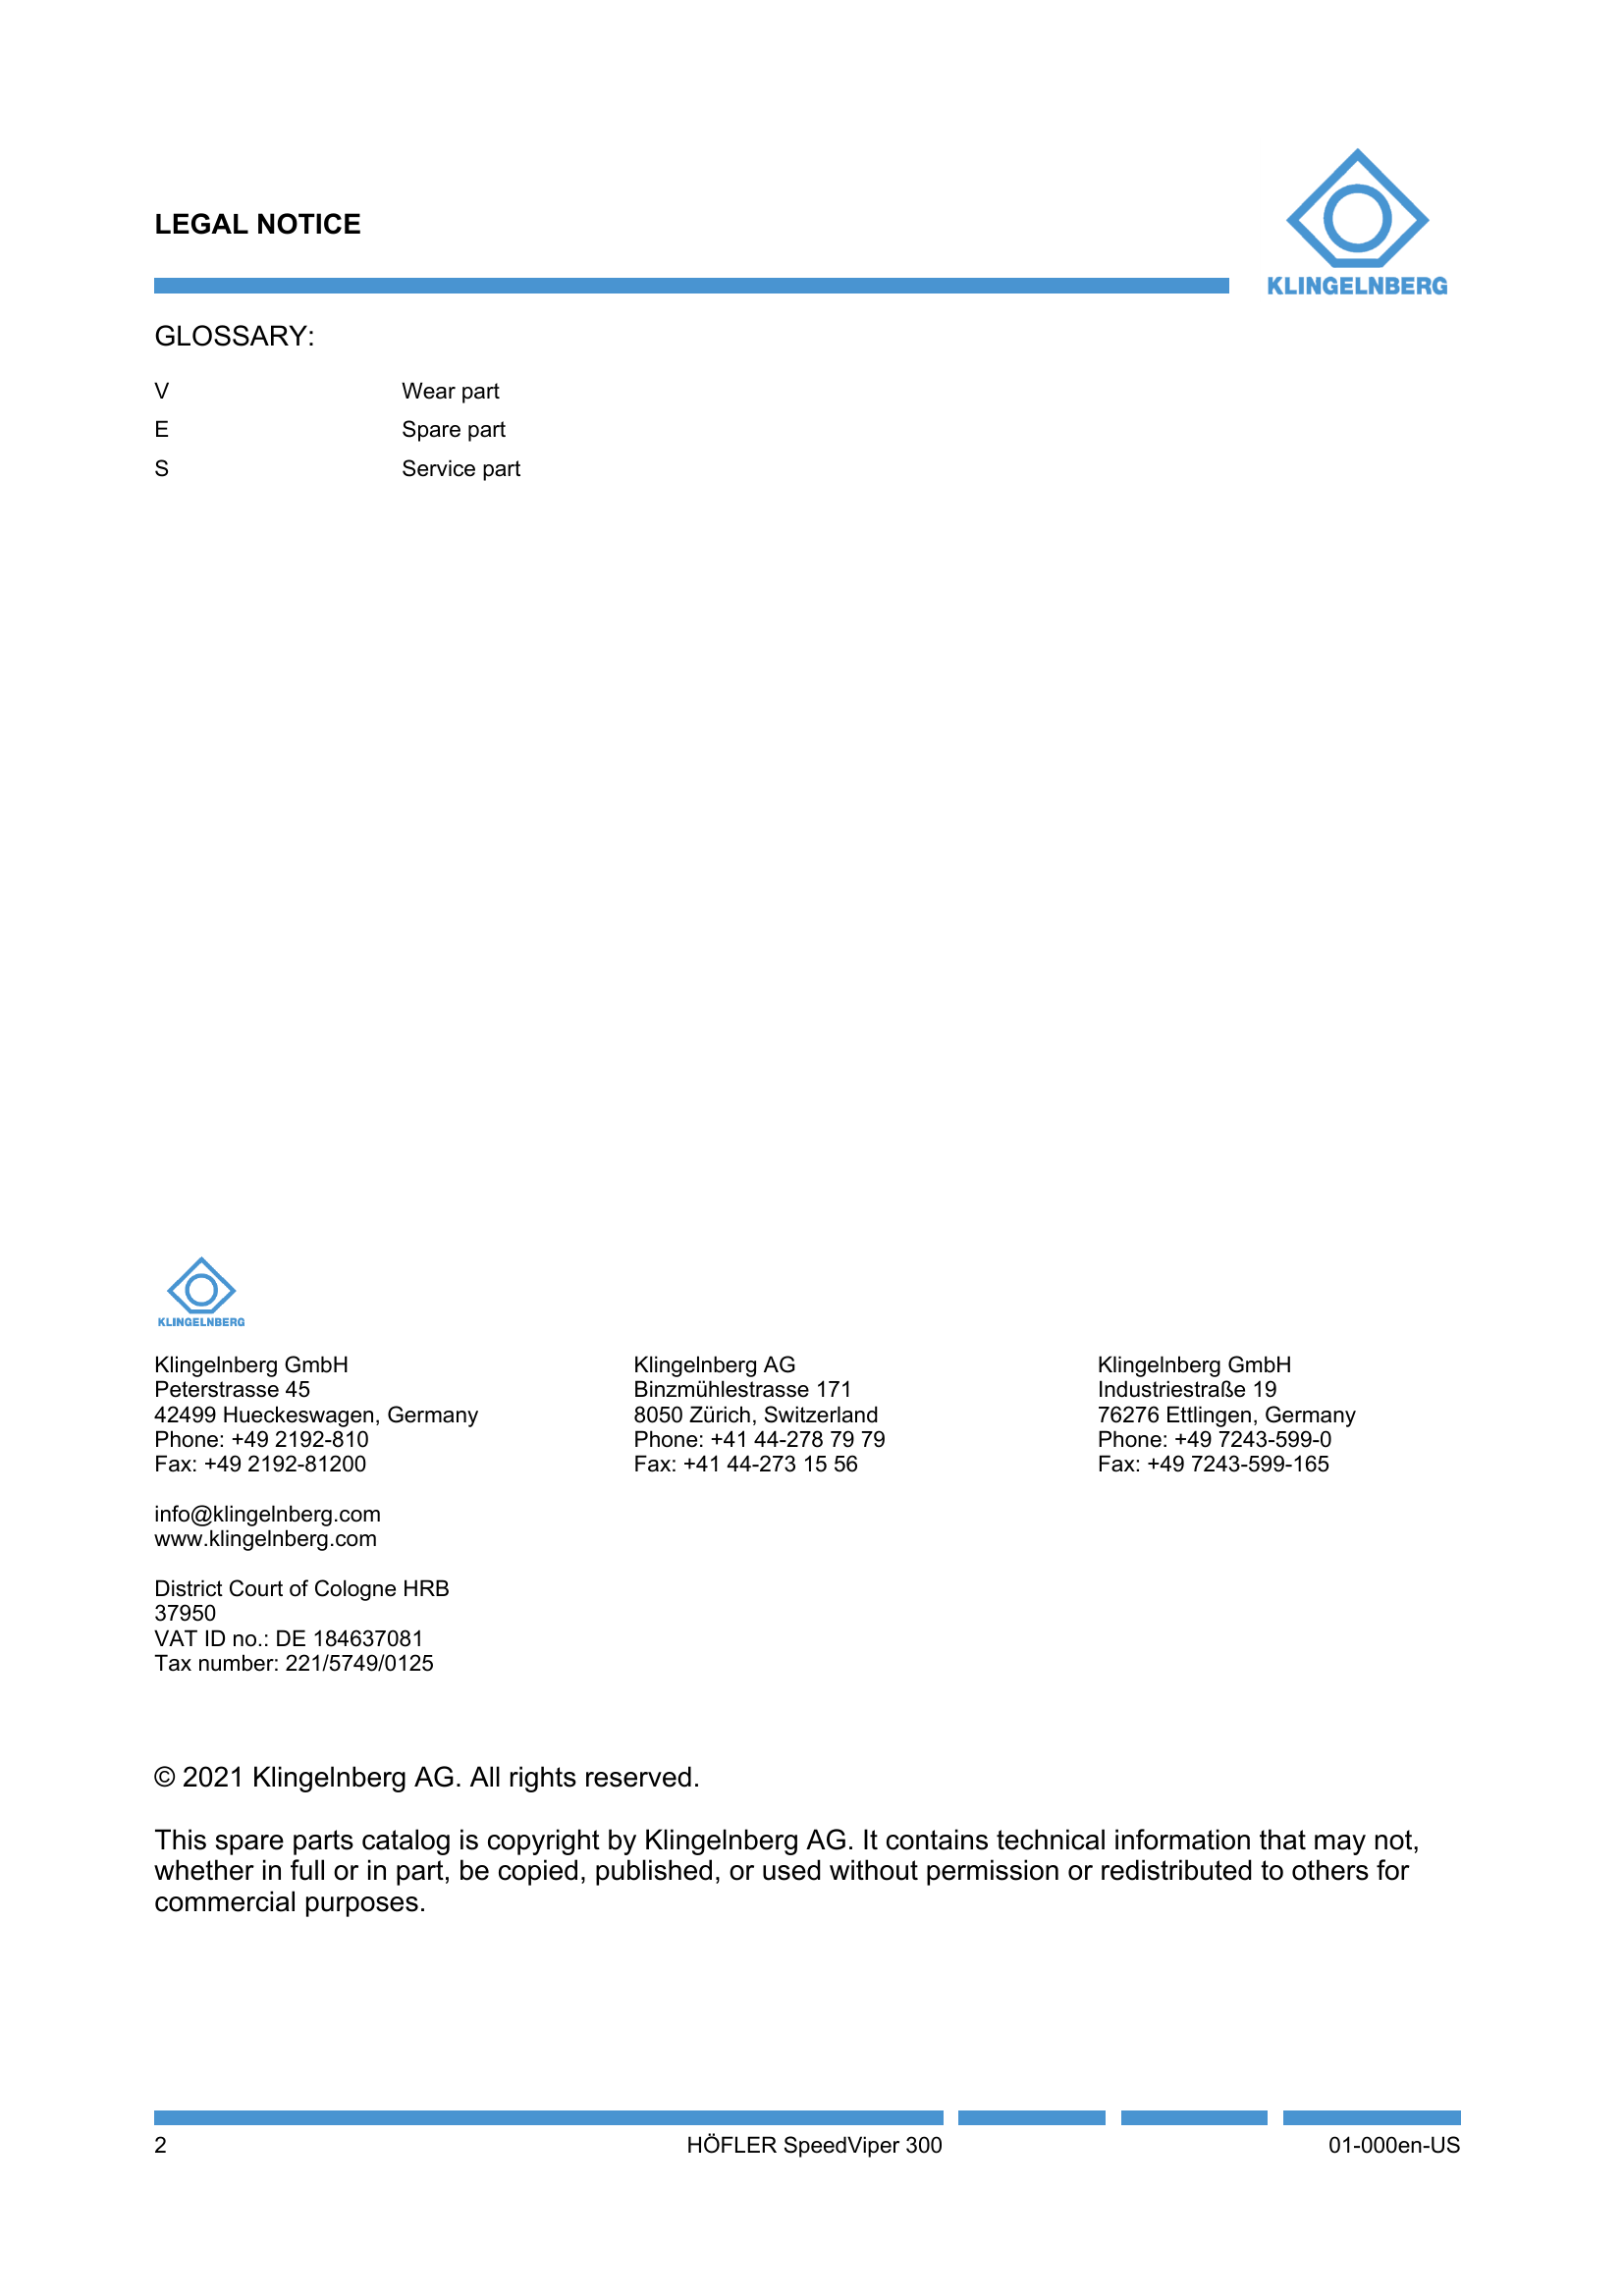 LEGAL NOTICE
KLINGELNBERG
GLOSSARY:
V Wear part
E Spare part
S Service part
KLINGELNBERG
Klingelnberg GmbH
Peterstrasse 45
42499 Hueckeswagen, Germany
Phone: +49 2192-810
Fax: +49 2192-81200
info@klingelnberg.com
www.klingelnberg.com
District Court of Cologne HRB
37950
VAT ID no.: DE 184637081
Tax number: 221/5749/0125
Klingelnberg AG
Binzmühlestrasse 171
8050 Zürich, Switzerland
Phone: +41 44-278 79 79
Fax: +41 44-273 15 56
Klingelnberg GmbH
Industriestraße 19
76276 Ettlingen, Germany
Phone: +49 7243-599-0
Fax: +49 7243-599-165
© 2021 Klingelnberg AG. All rights reserved.
This spare parts catalog is copyright by Klingelnberg AG. It contains technical information that may not,
whether in full or in part, be copied, published, or used without permission or redistributed to others for
commercial purposes.
2 HÖFLER SpeedViper 300 01-000en-US